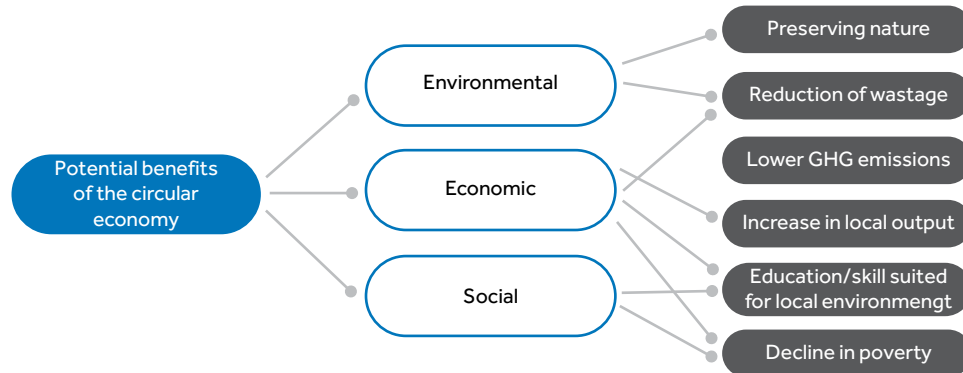 Potential benefits
of the circular
economy
Environmental
Economic
Social
Preserving nature
Reduction of wastage
Lower GHG emissions
Increase in local output
Education/skill suited
for local environmengt
Decline in poverty